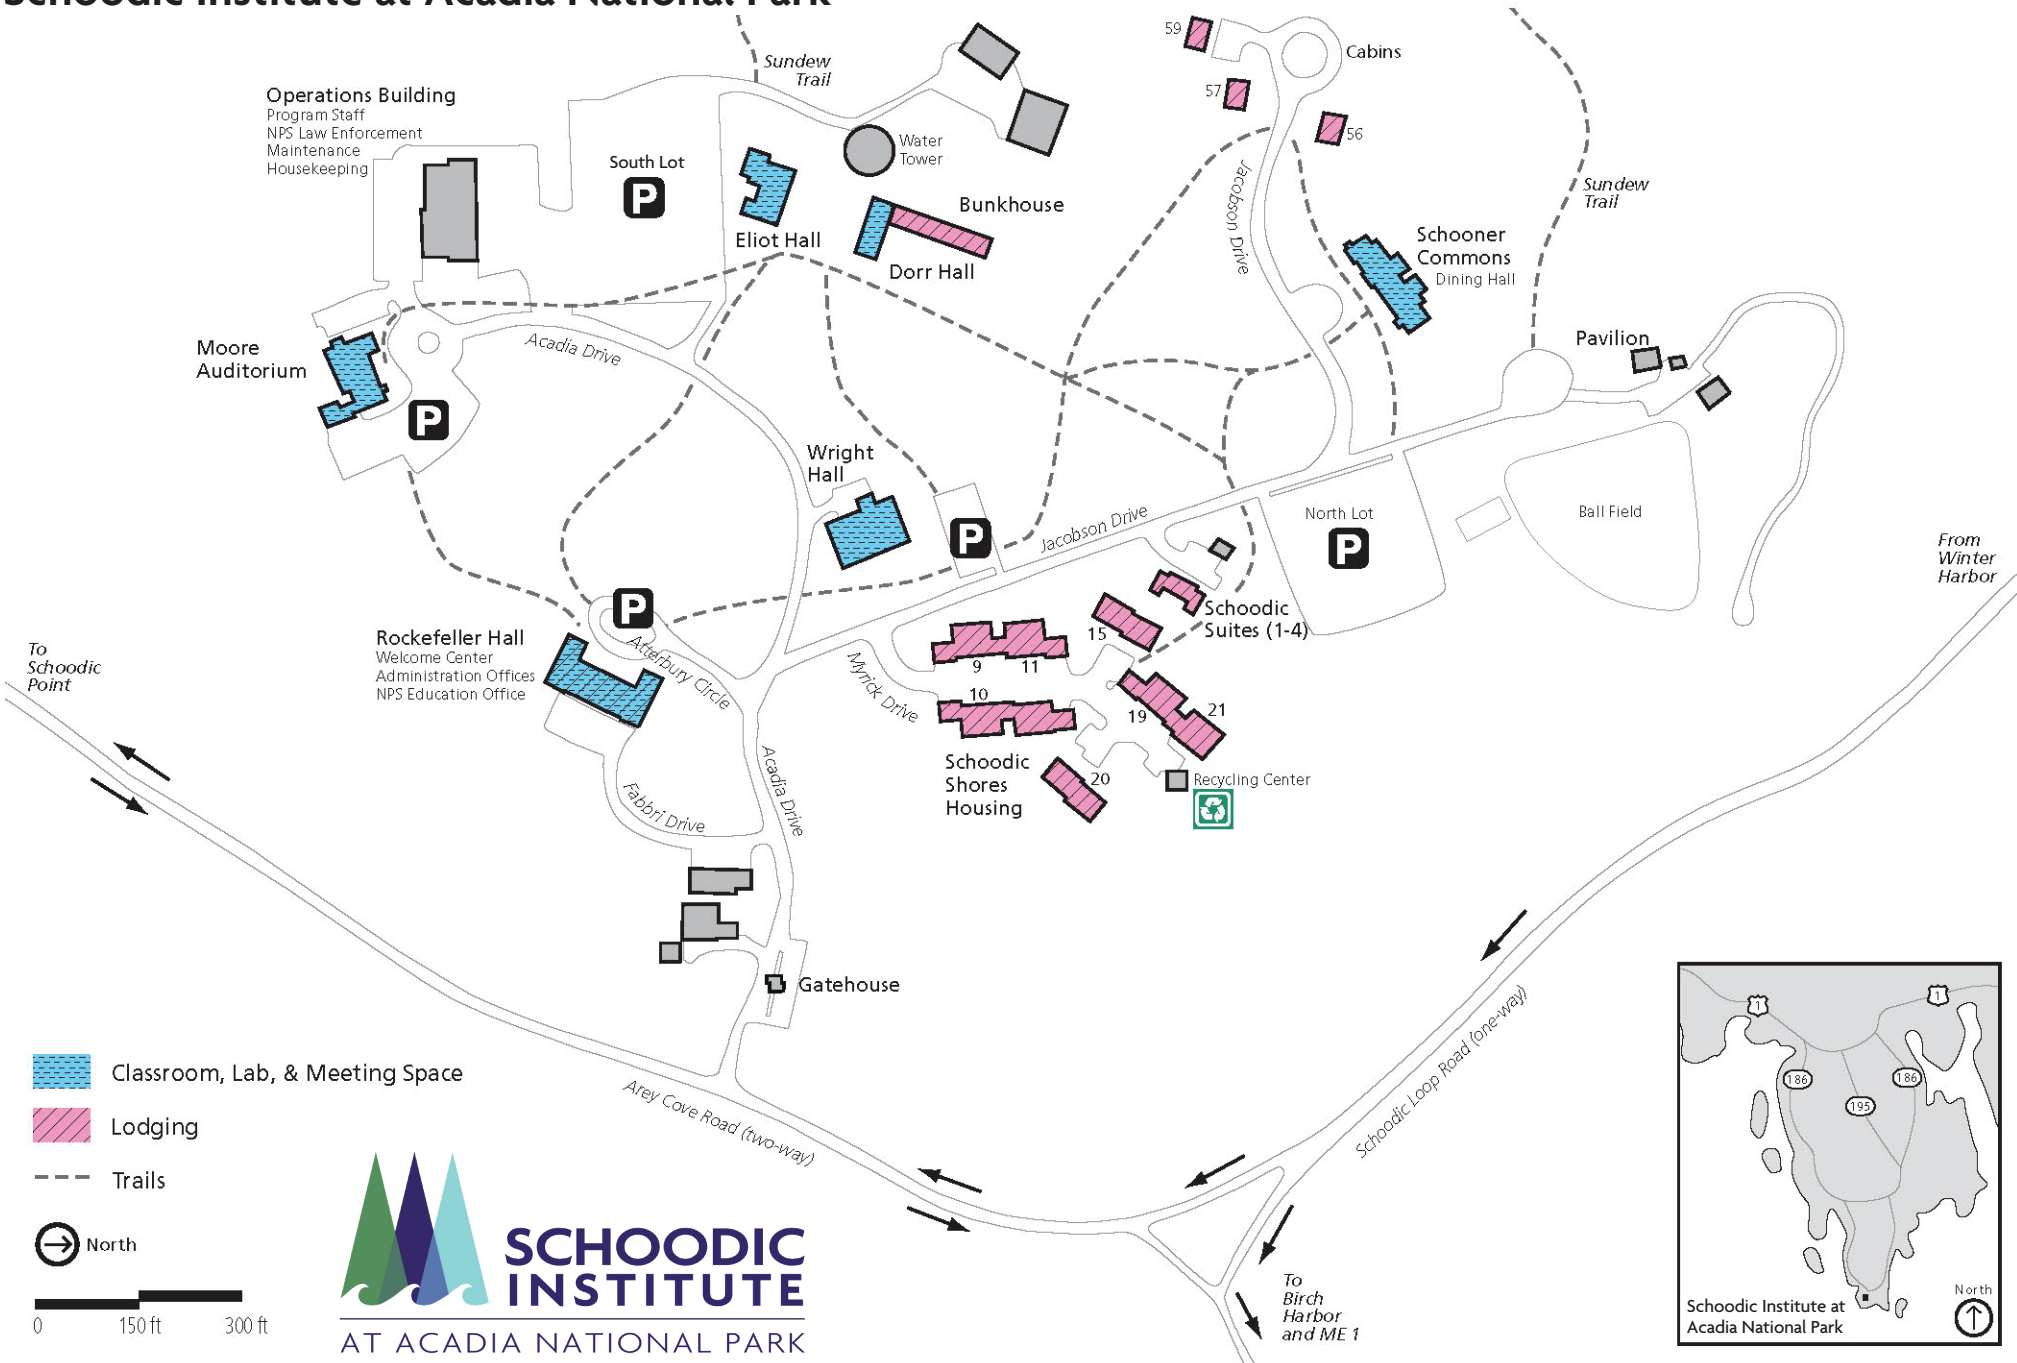 Schoodic Institute at Acadia National Park
59
Cabins
57
56
Sundew
Trail
Operations Building
Program Staff
NPS Law Enforcement
Maintenance
Housekeeping
South Lot
P
Water
Tower
Bunkhouse
Eliot Hall
Dorr Hall
Jacobson Drive
Sundew
Trail
Schooner
Commons
Dining Hall
Pavilion
Moore
Auditorium
P
Acadia Drive
Wright
Hall
P
Jacobson Drive
North Lot
P
Ball Field
From
Winter
Harbor
P
Rockefeller Hall
Welcome Center
Administration Offices
NPS Education Office
Atterbury Circle
To
Schoodic
Point
Myrick Drive
9
11
10
15
Schoodic
Suites (1-4)
19
21
Schoodic
Shores
Housing
20
Recycling Center
Fabbri Drive
Acadia Drive
Gatehouse
Arey Cove Road (two-way)
Schoodic Loop Road (one-way)
To
Birch
Harbor
and ME 1
Classroom, Lab, & Meeting Space
Lodging
Trails
North
0 150 ft 300 ft
SCHOODIC
INSTITUTE
AT ACADIA NATIONAL PARK
1
1
186
186
195
North
Schoodic Institute at
Acadia National Park